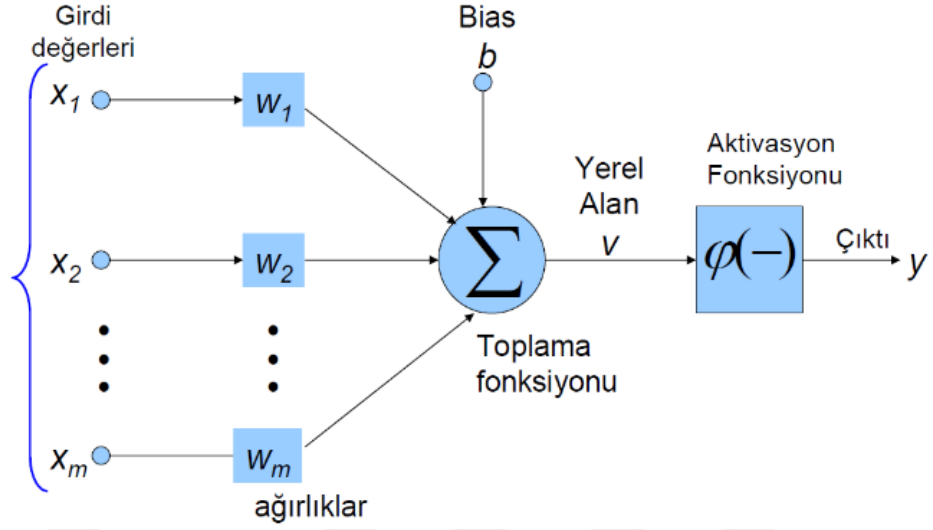 Girdi
değerleri
x1
w1
Bias
b
x2
w2
∑
Toplama
fonksiyonu
Yerel
Alan
v
Aktivasyon
Fonksiyonu
φ(−)
Çıktı
y
xm
wm
ağırlıklar